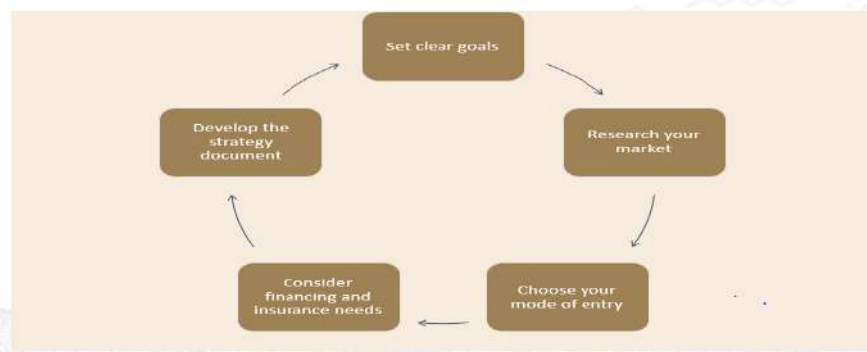 Set clear goals
Research your
market
Choose your
mode of entry
Consider
financing and
insurance needs
Develop the
strategy
document